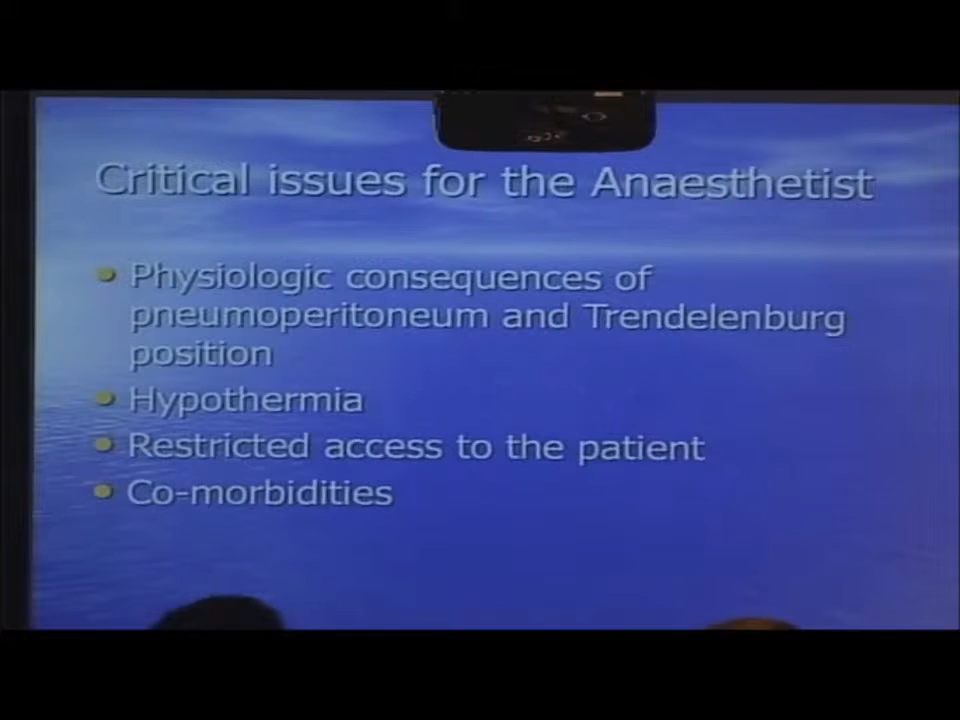 Critical issues for the Anaesthetist
Physiologic consequences of
pneumoperitoneum and Trendelenburg
position
Hypothermia
Restricted access to the patient
Co-morbidities